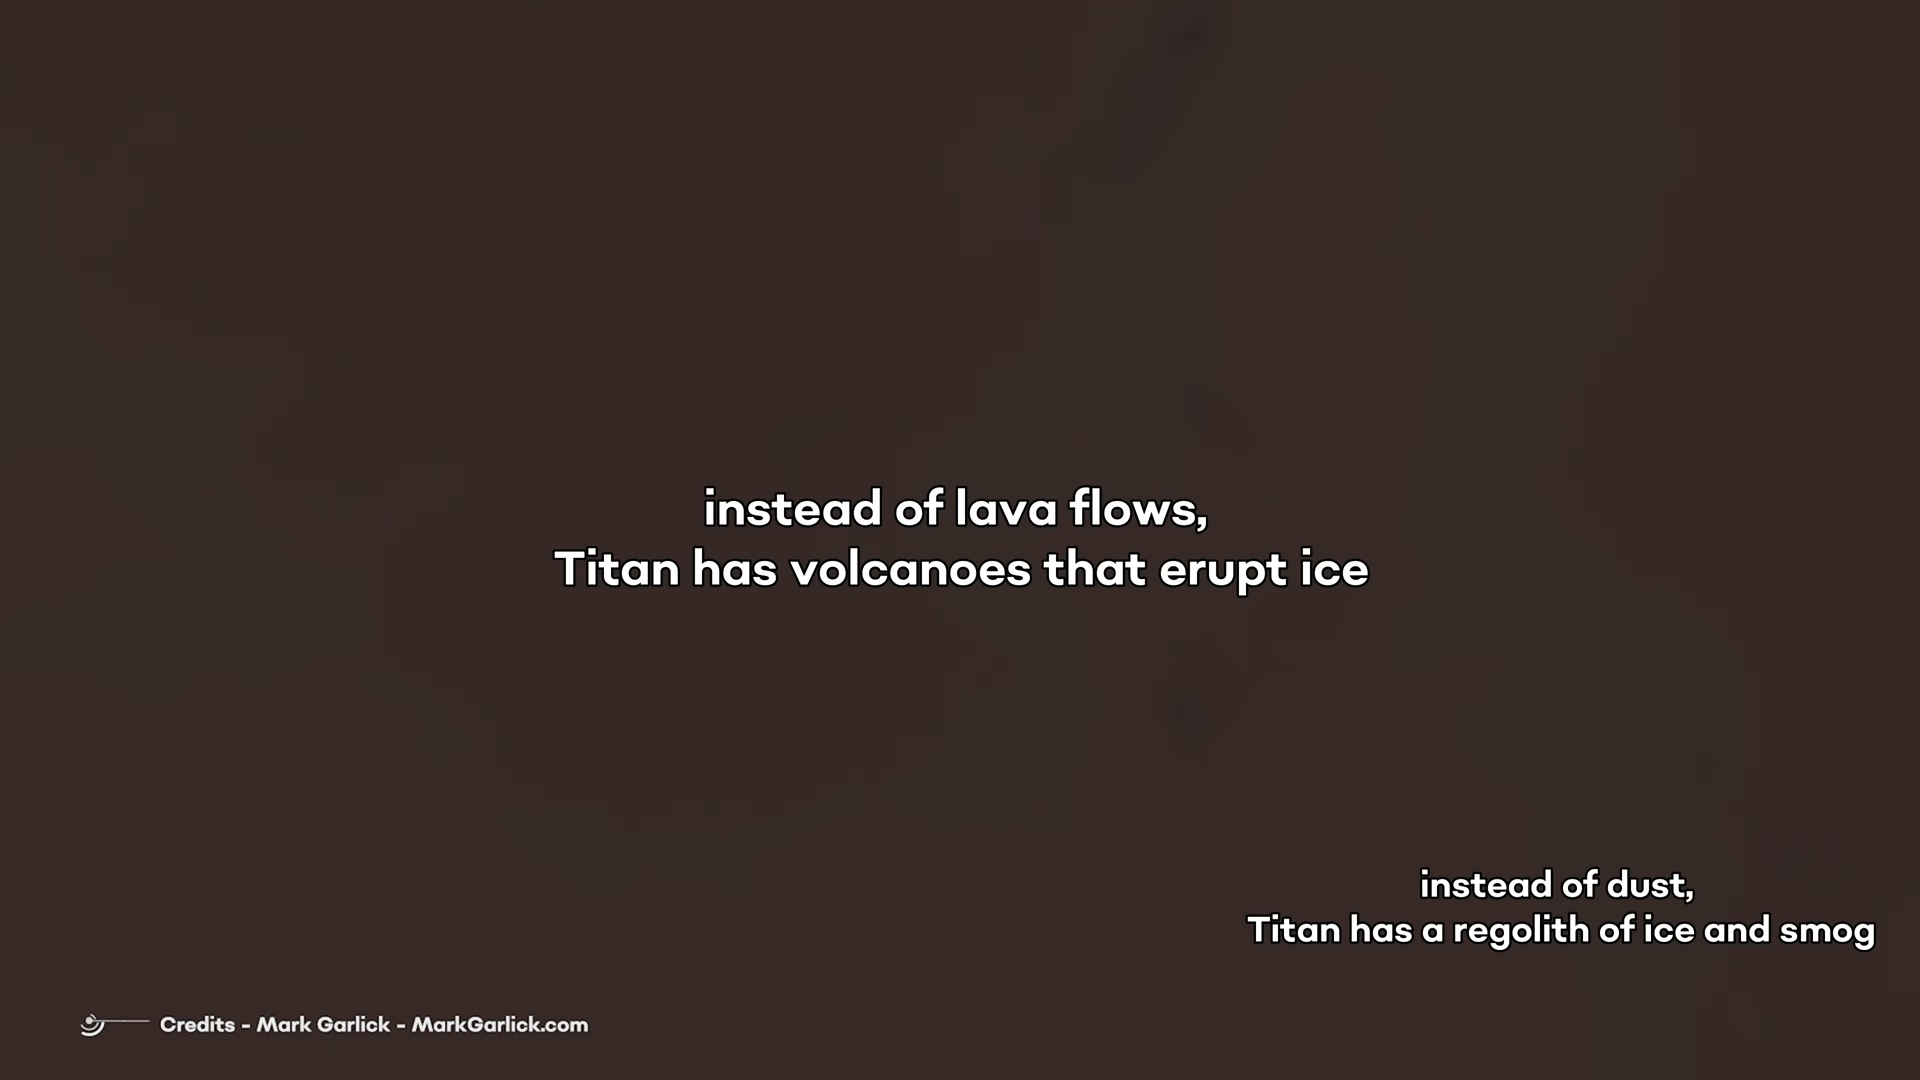 instead of lava flows,
Titan has volcanoes that erupt ice
instead of dust,
Titan has a regolith of ice and smog
Credits - Mark Garlick - MarkGarlick.com